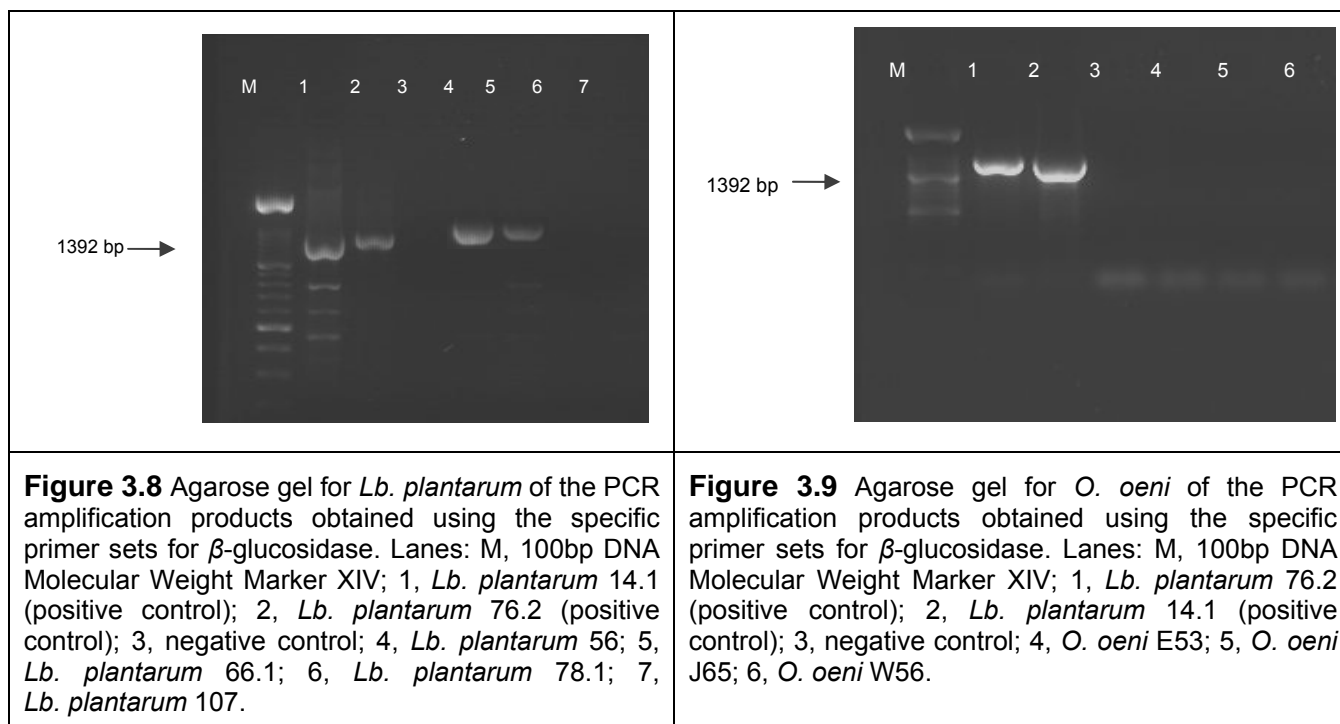 M 1 2 3 4 5 6 7
1392 bp
Figure 3.8 Agarose gel for Lb. plantarum of the PCR
amplification products obtained using the specific
primer sets for β-glucosidase. Lanes: M, 100bp DNA
Molecular Weight Marker XIV; 1, Lb. plantarum 14.1
(positive control); 2, Lb. plantarum 76.2 (positive
control); 3, negative control; 4, Lb. plantarum 56; 5,
Lb. plantarum 66.1; 6, Lb. plantarum 78.1; 7,
Lb. plantarum 107.
M 1 2 3 4 5 6
1392 bp
Figure 3.9 Agarose gel for O. oeni of the PCR
amplification products obtained using the specific
primer sets for β-glucosidase. Lanes: M, 100bp DNA
Molecular Weight Marker XIV; 1, Lb. plantarum 76.2
(positive control); 2, Lb. plantarum 14.1 (positive
control); 3, negative control; 4, O. oeni E53; 5, O. oeni
J65; 6, O. oeni W56.